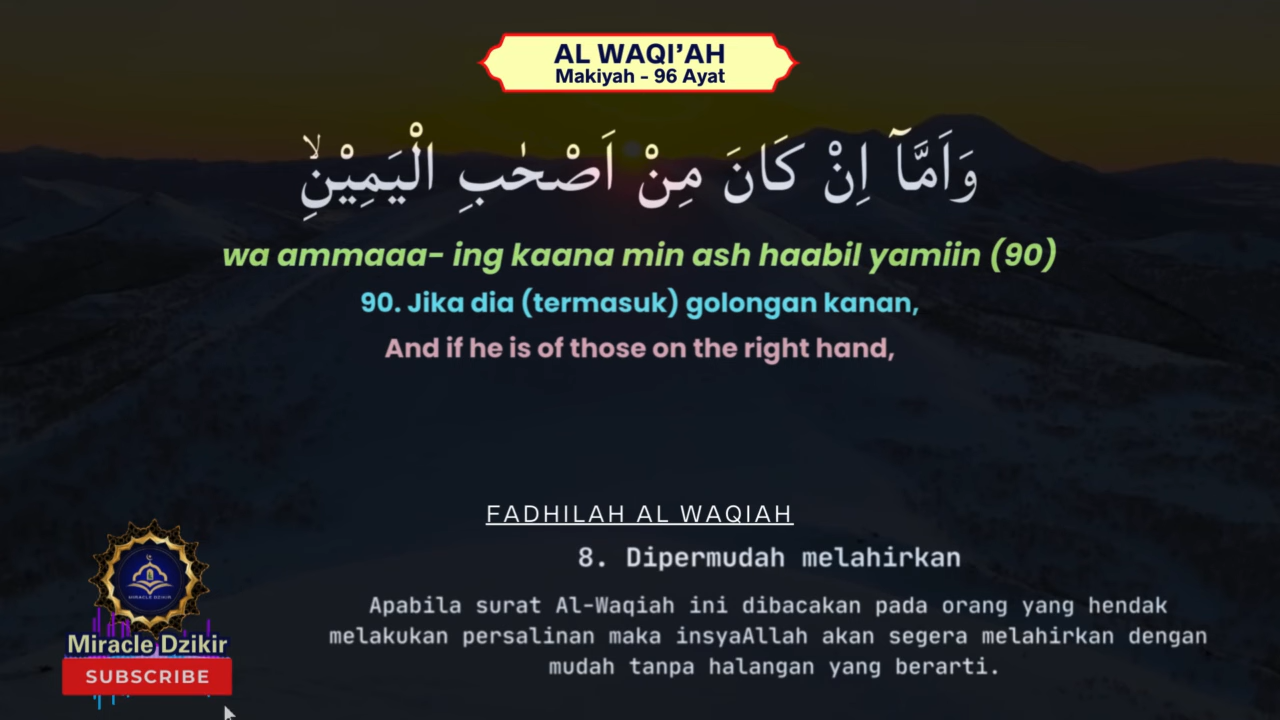 AL WAQI'AH
Makiyah - 96 Ayat
وَاَمَّآ اِنْ كَانَ مِنْ اَصْحٰبِ الْيَمِيْنِۙ
wa ammaaa- ing kaana min ash haabil yamiin (90)
90. Jika dia (termasuk) golongan kanan,
And if he is of those on the right hand,
FADHILAH AL WAQIAH
8. Dipermudah melahirkan
Apabila surat Al-Waqiah ini dibacakan pada orang yang hendak
melakukan persalinan maka insyaAllah akan segera melahirkan dengan
mudah tanpa halangan yang berarti.
MIRACLE DZIKIR
Miracle Dzikir
SUBSCRIBE